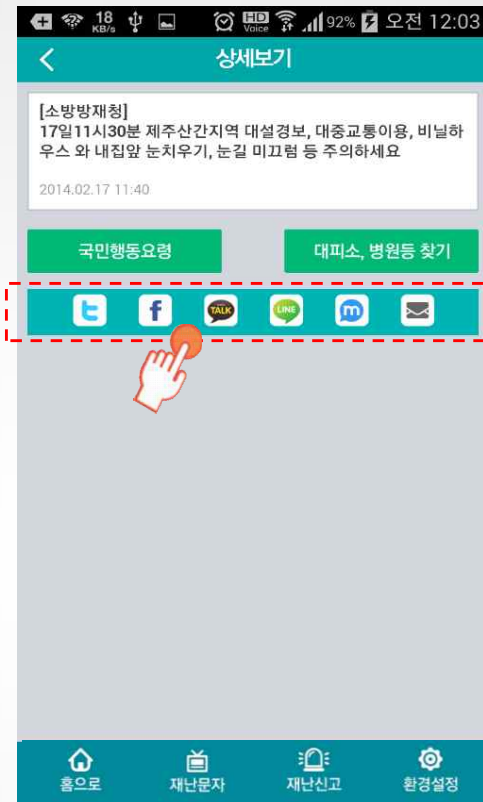 18
KB/s
HD
Voice
92%
오전 12:03
상세보기
[소방방재청]
17일11시30분 제주산간지역 대설경보, 대중교통이용, 비닐하
우스 와 내집앞 눈치우기, 눈길 미끄럼 등 주의하세요
2014.02.17 11:40
국민행동요령
대피소, 병원등 찾기
t
f
TALK
LINE
m
홈으로
재난문자
재난신고
환경설정